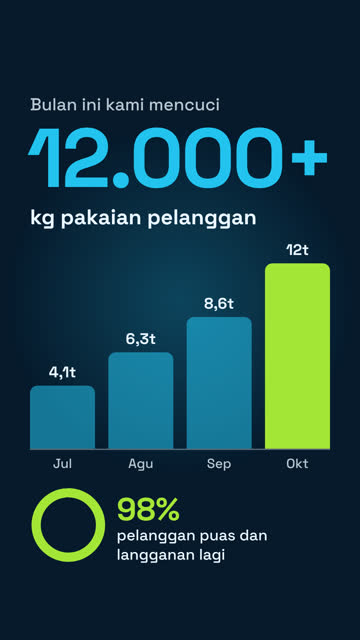 Bulan ini kami mencuci
12.000+
kg pakaian pelanggan
12t
8,6t
6,3t
4,1t
Jul Agu Sep Okt
98%
pelanggan puas dan
langganan lagi